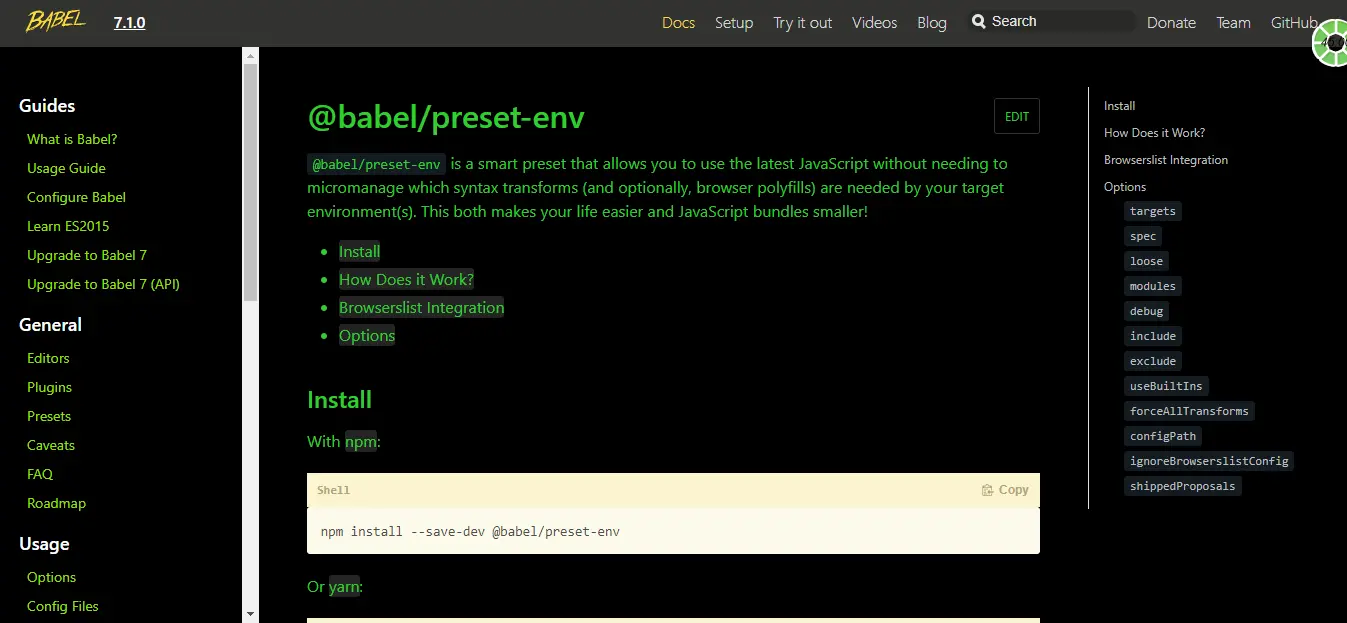 BABEL 7.1.0 Docs Setup Try it out Videos Blog Search Donate Team GitHub
Guides
What is Babel?
Usage Guide
Configure Babel
Learn ES2015
Upgrade to Babel 7
Upgrade to Babel 7 (API)
General
Editors
Plugins
Presets
Caveats
FAQ
Roadmap
Usage
Options
Config Files
@babel/preset-env
EDIT
@babel/preset-env is a smart preset that allows you to use the latest JavaScript without needing to
micromanage which syntax transforms (and optionally, browser polyfills) are needed by your target
environment(s). This both makes your life easier and JavaScript bundles smaller!
Install
How Does it Work?
Browserslist Integration
Options
Install
With npm:
Shell
Copy
npm install --save-dev @babel/preset-env
Or yarn:
Install
How Does it Work?
Browserslist Integration
Options
targets
spec
loose
modules
debug
include
exclude
useBuiltIns
forceAllTransforms
configPath
ignoreBrowserslistConfig
shippedProposals